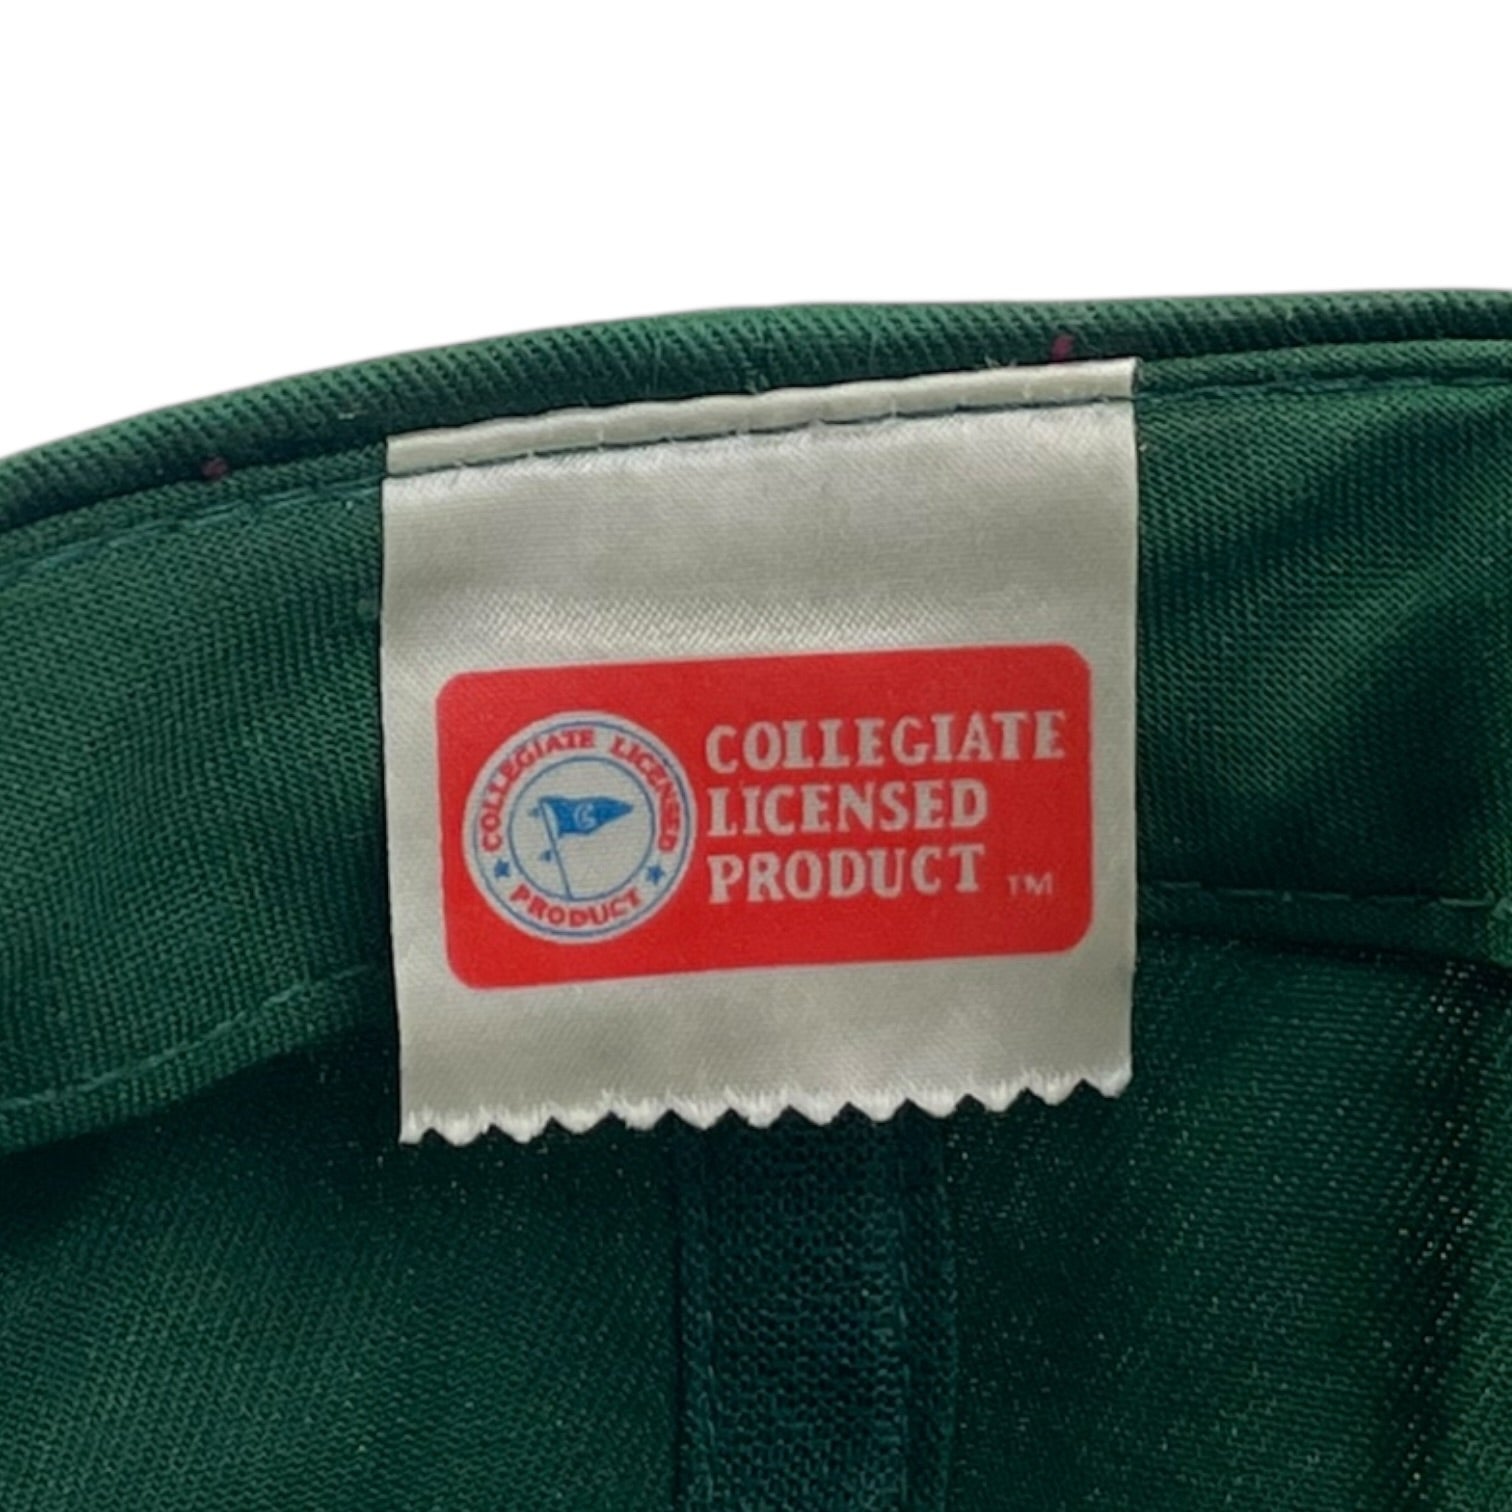 COLLEGIATE LICENSED
PRODUCT
C
COLLEGIATE
LICENSED
PRODUCT ™